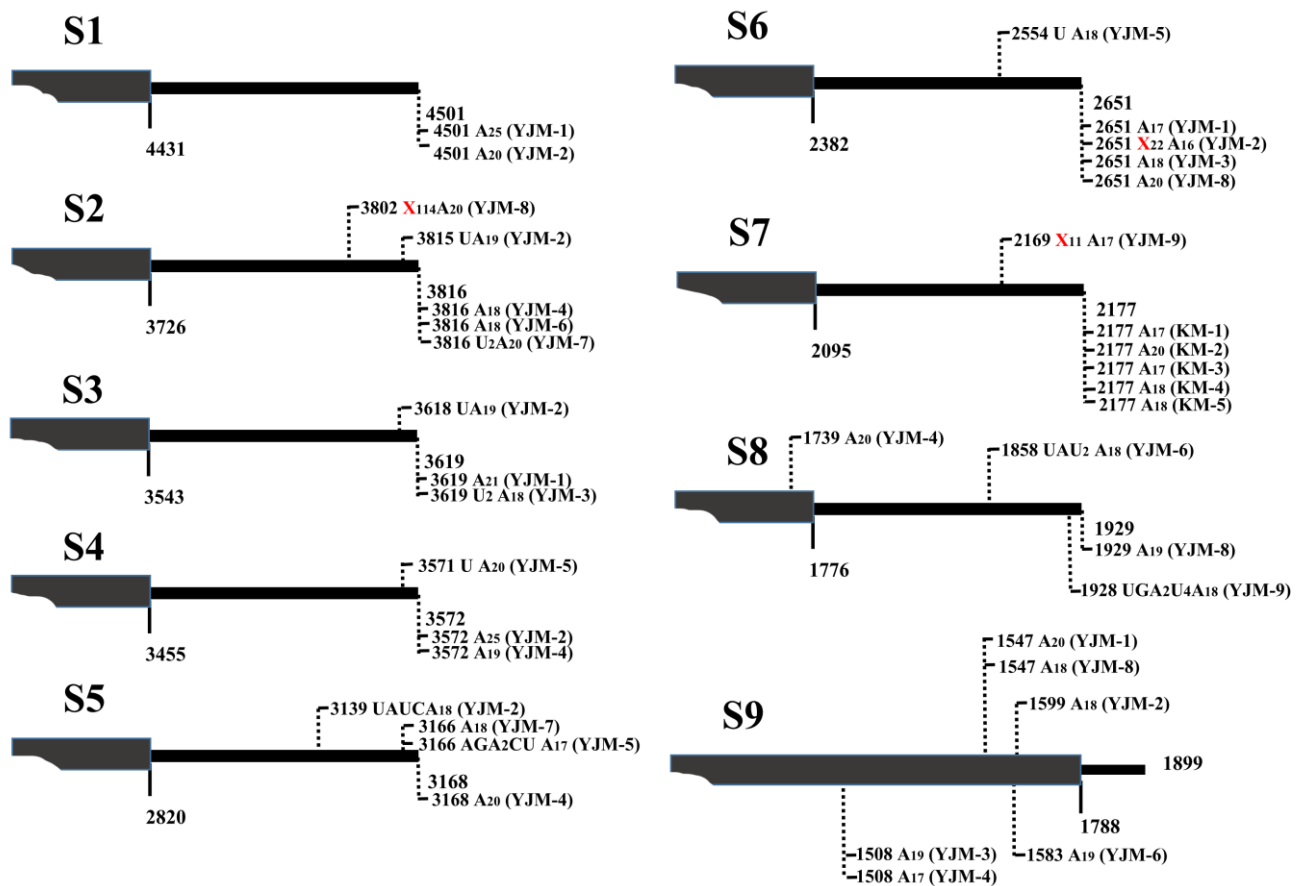 S1
4501
4501 A25 (YJM-1)
4501 A20 (YJM-2)
4431
S2
3802 X114A20 (YJM-8)
3815 UA19 (YJM-2)
3816
3816 A18 (YJM-4)
3816 A18 (YJM-6)
3816 U2A20 (YJM-7)
3726
S3
3618 UA19 (YJM-2)
3619
3619 A21 (YJM-1)
3619 U2 A18 (YJM-3)
3543
S4
3571 U A20 (YJM-5)
3572
3572 A25 (YJM-2)
3572 A19 (YJM-4)
3455
S5
3139 UAUCA18 (YJM-2)
3166 A18 (YJM-7)
3166 AGA2CU A17 (YJM-5)
3168
3168 A20 (YJM-4)
2820
S6
2554 U A18 (YJM-5)
2651
2651 A17 (YJM-1)
2651 X22 A16 (YJM-2)
2651 A18 (YJM-3)
2651 A20 (YJM-8)
2382
S7
2169 X11 A17 (YJM-9)
2177
2177 A17 (KM-1)
2177 A20 (KM-2)
2177 A17 (KM-3)
2177 A18 (KM-4)
2177 A18 (KM-5)
2095
S8
1739 A20 (YJM-4)
1858 UAU2 A18 (YJM-6)
1929
1929 A19 (YJM-8)
1928 UGA2U4A18 (YJM-9)
1776
S9
1547 A20 (YJM-1)
1547 A18 (YJM-8)
1599 A18 (YJM-2)
1899
1788
1508 A19 (YJM-3)
1508 A17 (YJM-4)
1583 A19 (YJM-6)